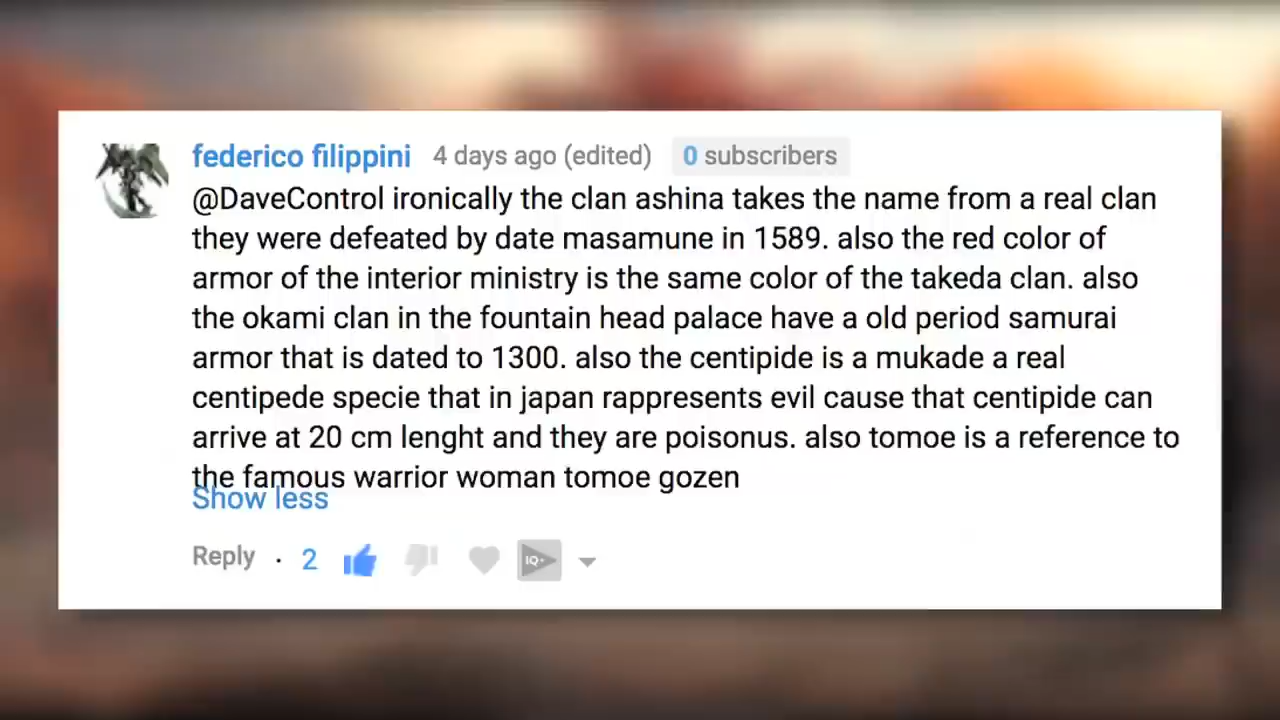 federico filippini 4 days ago (edited) 0 subscribers
@DaveControl ironically the clan ashina takes the name from a real clan
they were defeated by date masamune in 1589. also the red color of
armor of the interior ministry is the same color of the takeda clan. also
the okami clan in the fountain head palace have a old period samurai
armor that is dated to 1300. also the centipide is a mukade a real
centipede specie that in japan rappresents evil cause that centipide can
arrive at 20 cm lenght and they are poisonus. also tomoe is a reference to
the famous warrior woman tomoe gozen
Show less
Reply · 2 IQ+